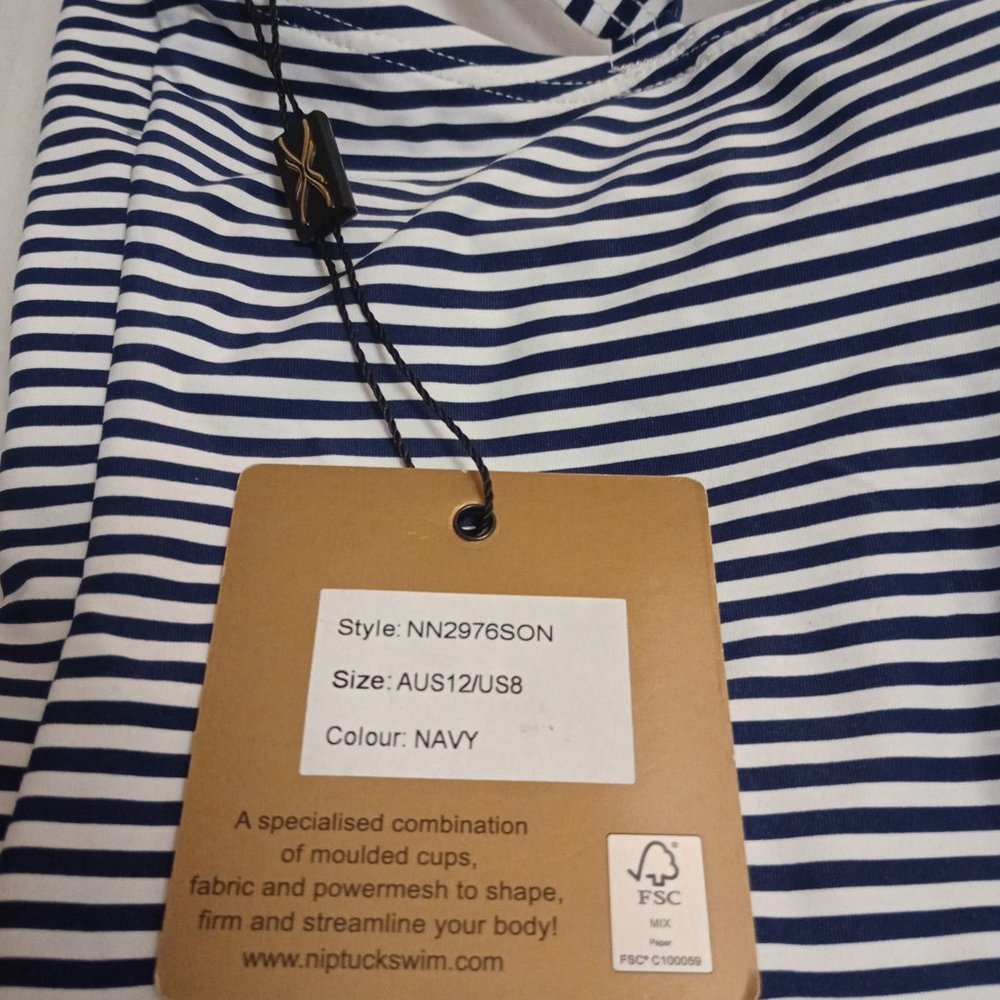 Style: NN2976SON
Size: AUS12/US8
Colour: NAVY
A specialised combination
of moulded cups,
fabric and powermesh to shape,
firm and streamline your body!
www.niptuckswim.com
FSC®
MIX
Paper
FSC® C100059